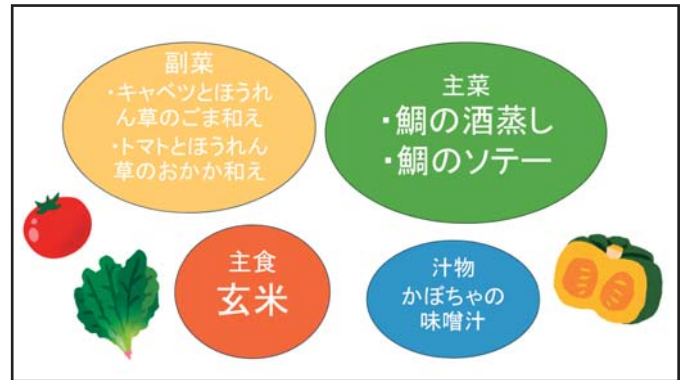 副菜
・キャベツとほうれ
ん草のごま和え
・トマトとほうれん
草のおかか和え
主菜
・鯛の酒蒸し
・鯛のソテー
主食
玄米
汁物
かぼちゃの
味噌汁